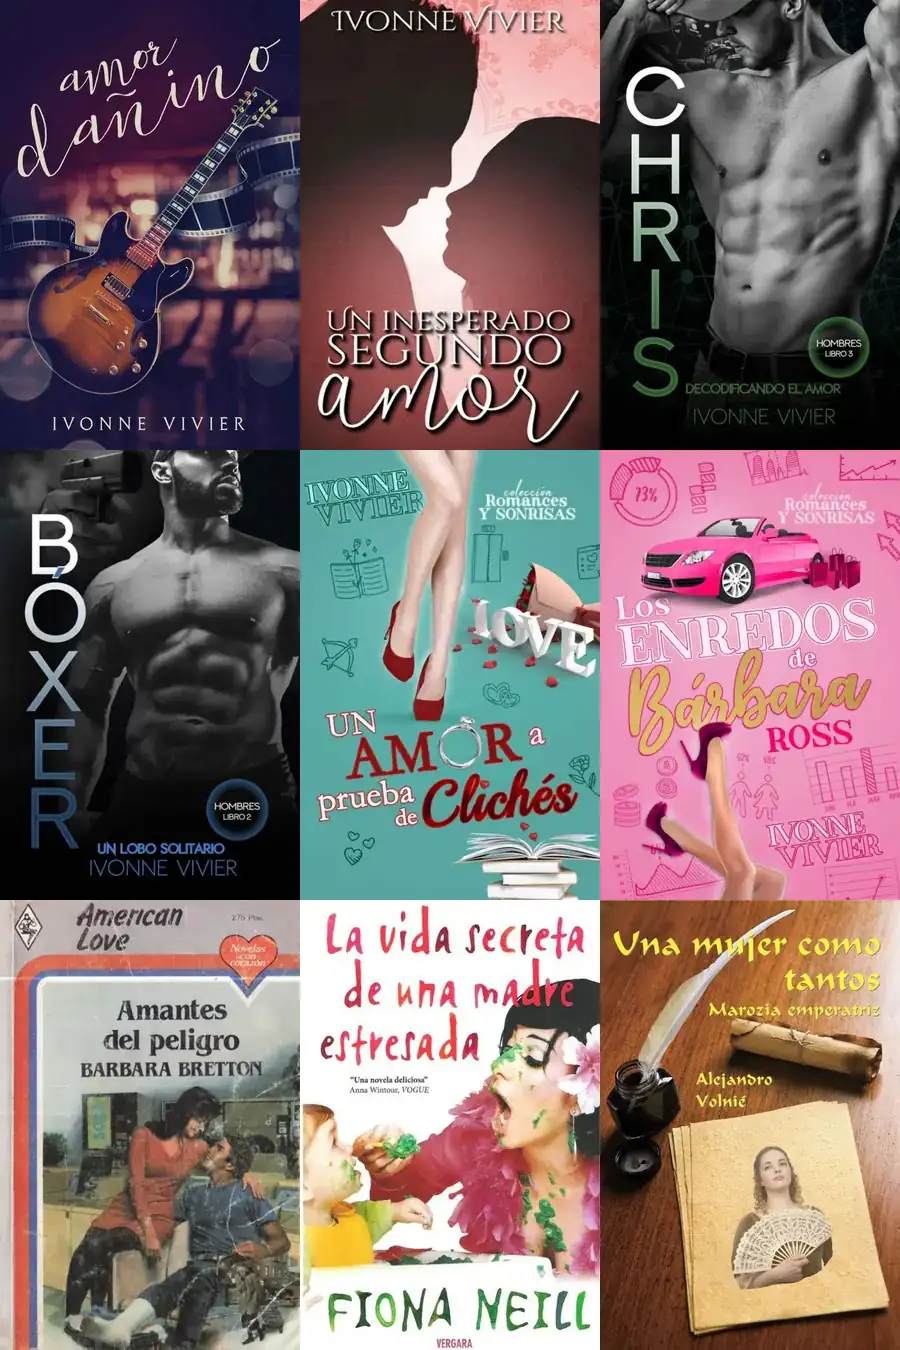 amor
dañino
IVONNE VIVIER
IVONNE VIVIER
UN INESPERADO
SEGUNDO
amor
CHRIS
HOMBRES
LIBRO 3
DECODIFICANDO EL AMOR
IVONNE VIVIER
BÓXER
HOMBRES
LIBRO 2
UN LOBO SOLITARIO
IVONNE VIVIER
IVONNE
VIVIER
colección
Romances
Y SONRISAS
LOVE
UN
AMOR a
prueba
de Clichés
73%
colección
Romances
Y SONRISAS
LOS
ENREDOS
de
Bárbara
ROSS
IVONNE
VIVIER
American
Love
275 Ptas.
Novelas
con
corazón
Amantes
del peligro
BARBARA BRETTON
La vida secreta
de una madre
estresada
"Una novela deliciosa"
Anna Wintour, VOGUE
FIONA NEILL
VERGARA
Una mujer como
tantos
Marozia emperatriz
Alejandro
Volnié